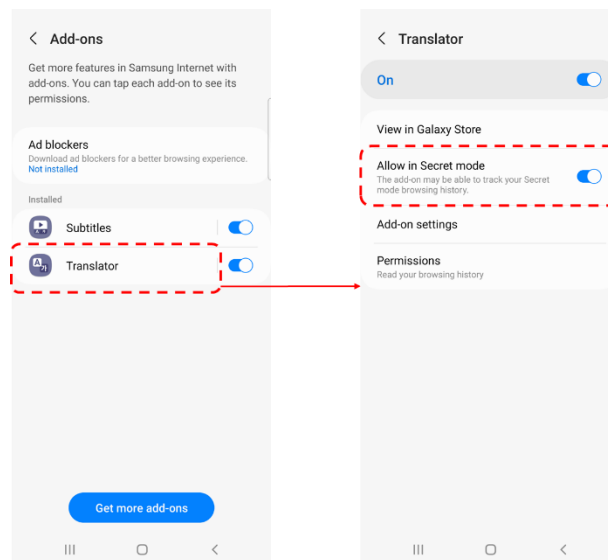 Add-ons
Get more features in Samsung Internet with
add-ons. You can tap each add-on to see its
permissions.
Ad blockers
Download ad blockers for a better browsing experience.
Not installed
Installed
Subtitles
Translator
Get more add-ons
Translator
On
View in Galaxy Store
Allow in Secret mode
The add-on may be able to track your Secret
mode browsing history.
Add-on settings
Permissions
Read your browsing history